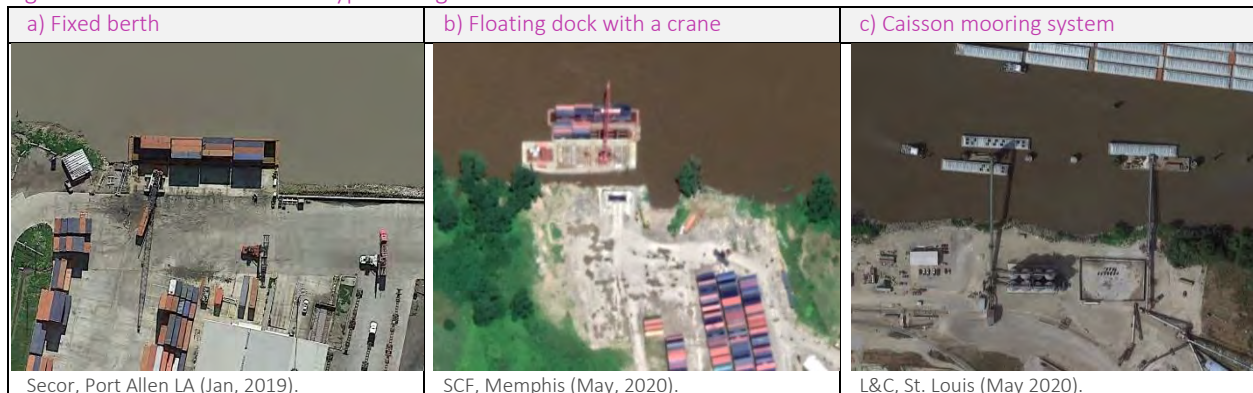 a) Fixed berth
b) Floating dock with a crane
c) Caisson mooring system
Secor, Port Allen LA (Jan, 2019).
SCF, Memphis (May, 2020).
L&C, St. Louis (May 2020).